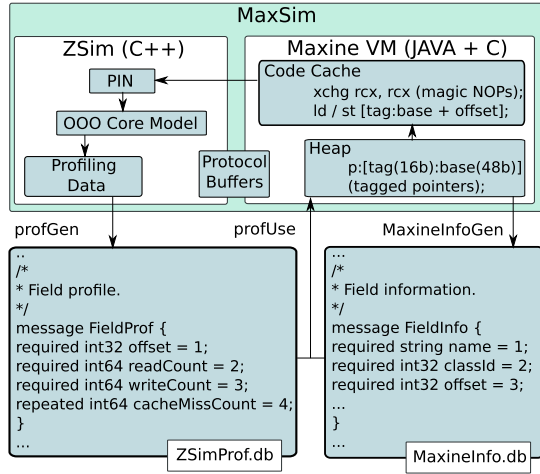 MaxSim
ZSim (C++)
PIN
OOO Core Model
Profiling
Data
Protocol
Buffers
Maxine VM (JAVA + C)
Code Cache
xchg rcx, rcx (magic NOPs);
ld / st [tag:base + offset];
Heap
p:[tag(16b):base(48b)]
(tagged pointers);
profGen
profUse
MaxineInfoGen
..
/*
* Field profile.
*/
message FieldProf {
required int32 offset = 1;
required int64 readCount = 2;
required int64 writeCount = 3;
repeated int64 cacheMissCount = 4;
}
...
ZSimProf.db
...
/*
* Field information.
*/
message FieldInfo {
required string name = 1;
required int32 classId = 2;
required int32 offset = 3;
...
}
...
MaxineInfo.db